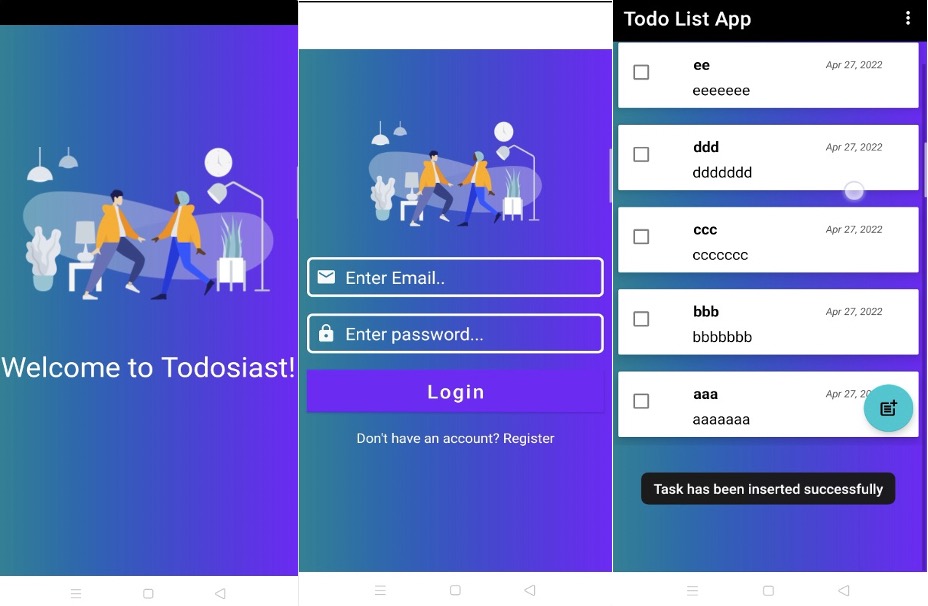 Welcome to Todosiast!
Enter Email..
Enter password...
Login
Don't have an account? Register
Todo List App
ee
Apr 27, 2022
eeeeeee
ddd
Apr 27, 2022
ddddddd
ccc
Apr 27, 2022
ccccccc
bbb
Apr 27, 2022
bbbbbbb
aaa
Apr 27,
aaaaaaa
Task has been inserted successfully